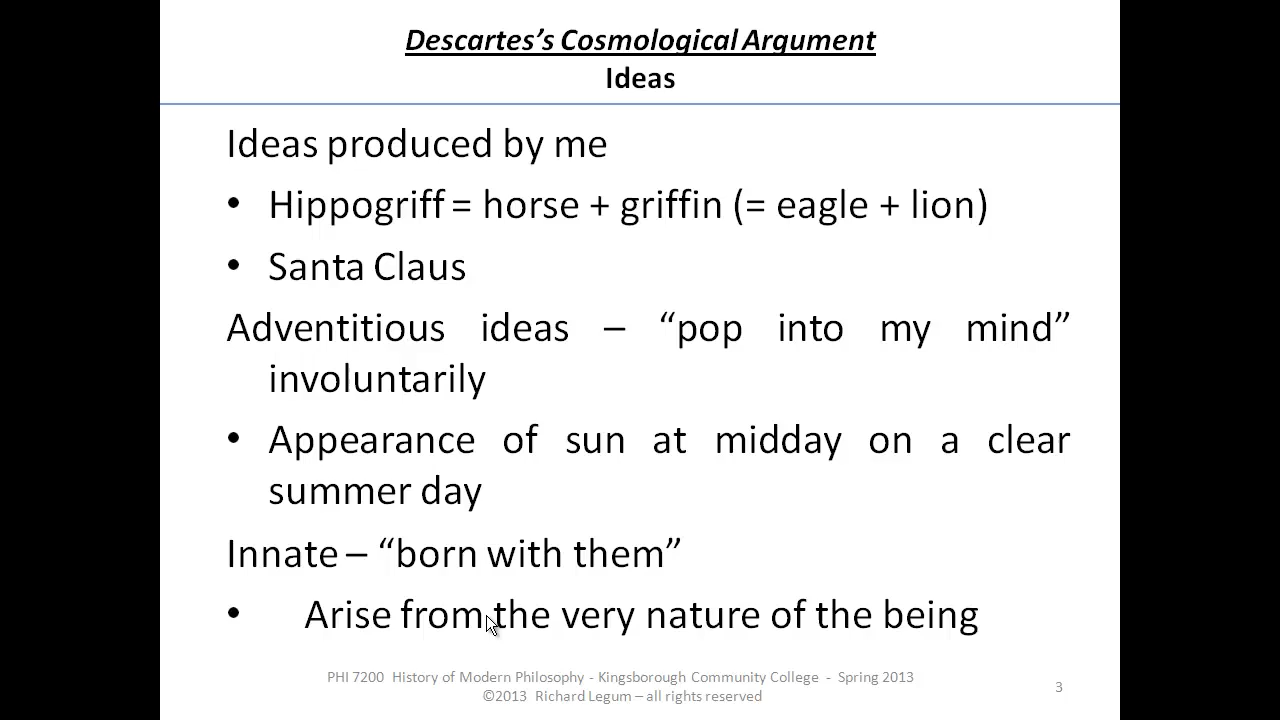 Descartes’s Cosmological Argument
Ideas
Ideas produced by me
• Hippogriff = horse + griffin (= eagle + lion)
• Santa Claus
Adventitious ideas – “pop into my mind”
involuntarily
• Appearance of sun at midday on a clear
summer day
Innate – “born with them”
• Arise from the very nature of the being
PHI 7200 History of Modern Philosophy - Kingsborough Community College - Spring 2013
©2013 Richard Legum – all rights reserved
3